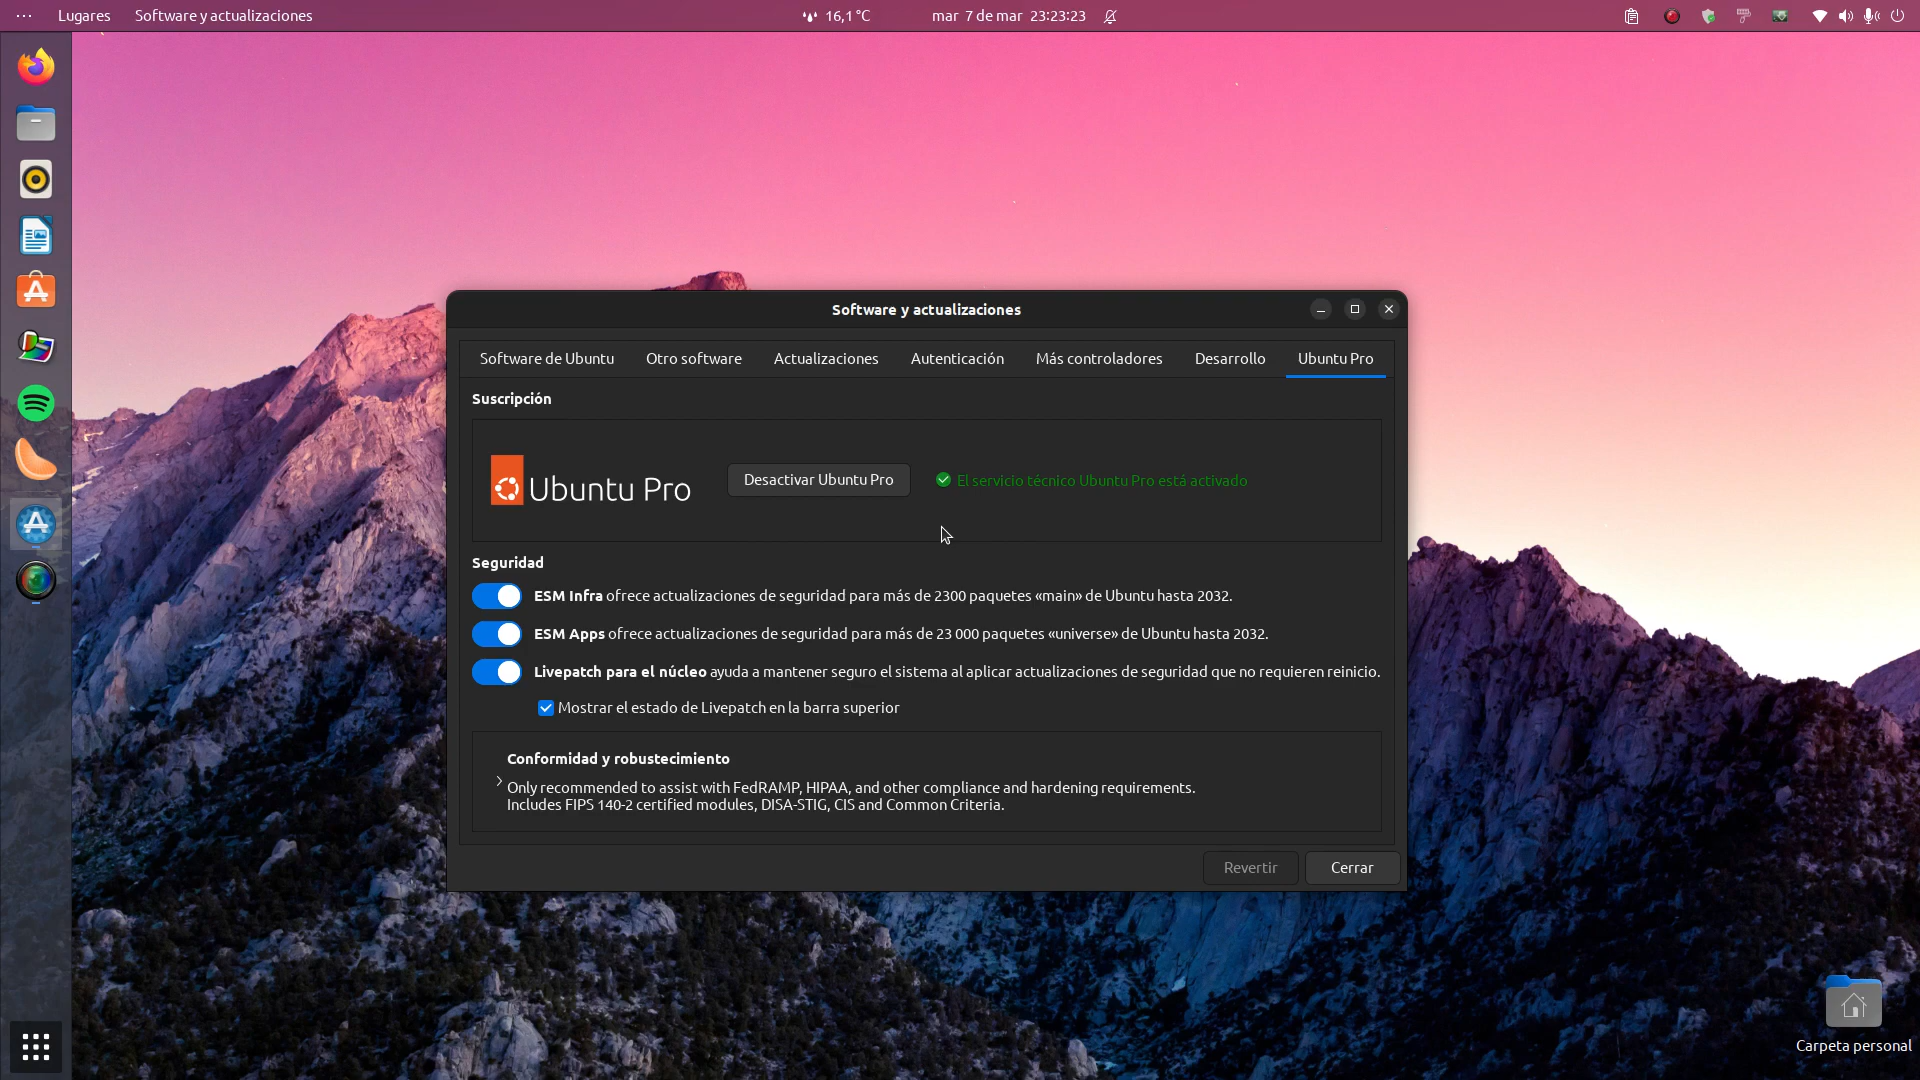 Lugares
Software y actualizaciones
16,1 °C
mar 7 de mar 23:23:23
Software y actualizaciones
Software de Ubuntu
Otro software
Actualizaciones
Autenticación
Más controladores
Desarrollo
Ubuntu Pro
Suscripción
Ubuntu Pro
Desactivar Ubuntu Pro
El servicio técnico Ubuntu Pro está activado
Seguridad
ESM Infra ofrece actualizaciones de seguridad para más de 2300 paquetes «main» de Ubuntu hasta 2032.
ESM Apps ofrece actualizaciones de seguridad para más de 23 000 paquetes «universe» de Ubuntu hasta 2032.
Livepatch para el núcleo ayuda a mantener seguro el sistema al aplicar actualizaciones de seguridad que no requieren reinicio.
Mostrar el estado de Livepatch en la barra superior
Conformidad y robustecimiento
Only recommended to assist with FedRAMP, HIPAA, and other compliance and hardening requirements.
Includes FIPS 140-2 certified modules, DISA-STIG, CIS and Common Criteria.
Revertir
Cerrar
Carpeta personal